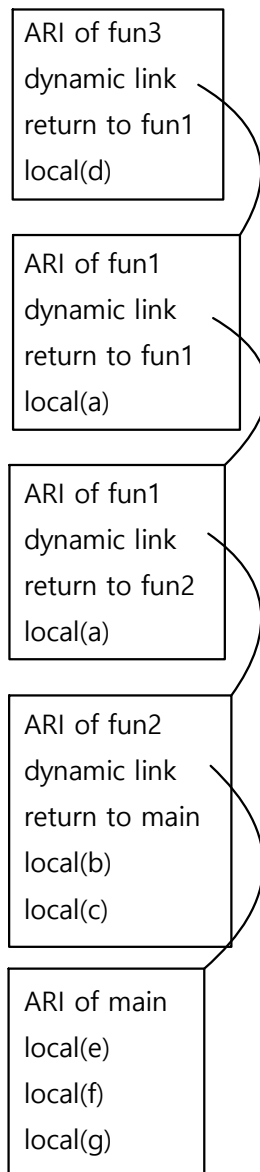 ARI of fun3
dynamic link
return to fun1
local(d)
ARI of fun1
dynamic link
return to fun1
local(a)
ARI of fun1
dynamic link
return to fun2
local(a)
ARI of fun2
dynamic link
return to main
local(b)
local(c)
ARI of main
local(e)
local(f)
local(g)